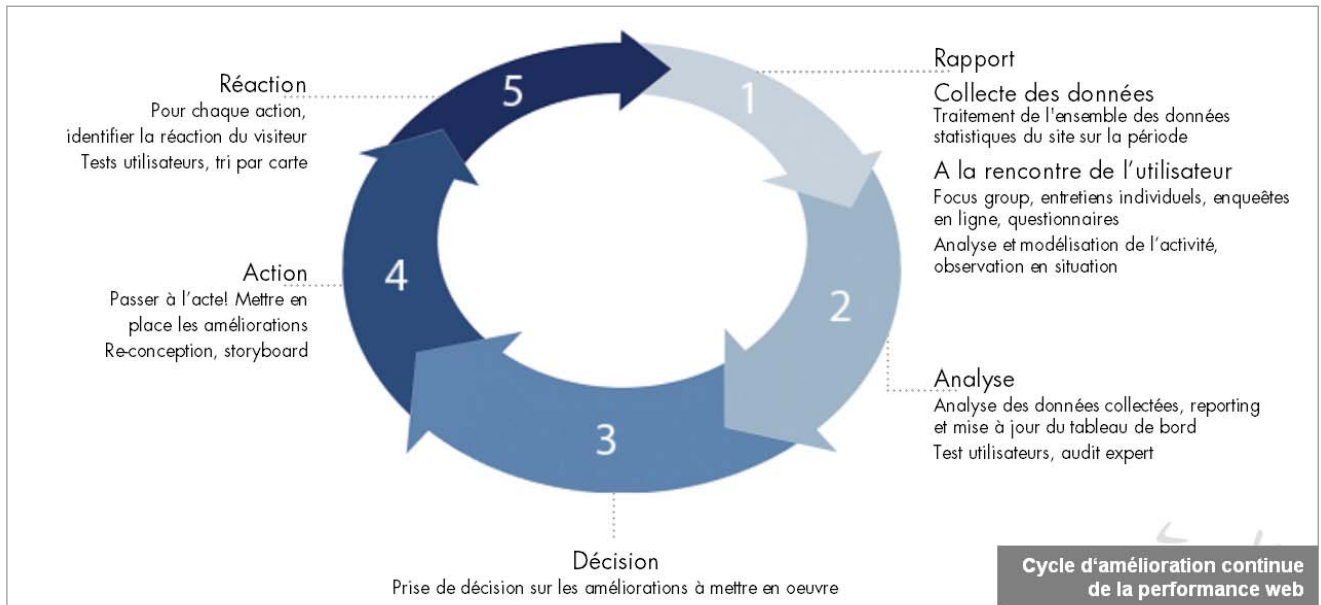 Rapport
Collecte des données
Traitement de l'ensemble des données
statistiques du site sur la période
A la rencontre de l'utilisateur
Focus group, entretiens individuels, enqueêtes
en ligne, questionnaires
Analyse et modélisation de l'activité,
observation en situation
1
2
Analyse
Analyse des données collectées, reporting
et mise à jour du tableau de bord
Test utilisateurs, audit expert
3
Décision
Prise de décision sur les améliorations à mettre en oeuvre
4
Action
Passer à l'acte! Mettre en
place les améliorations
Re-conception, storyboard
5
Réaction
Pour chaque action,
identifier la réaction du visiteur
Tests utilisateurs, tri par carte
Cycle d'amélioration continue
de la performance web